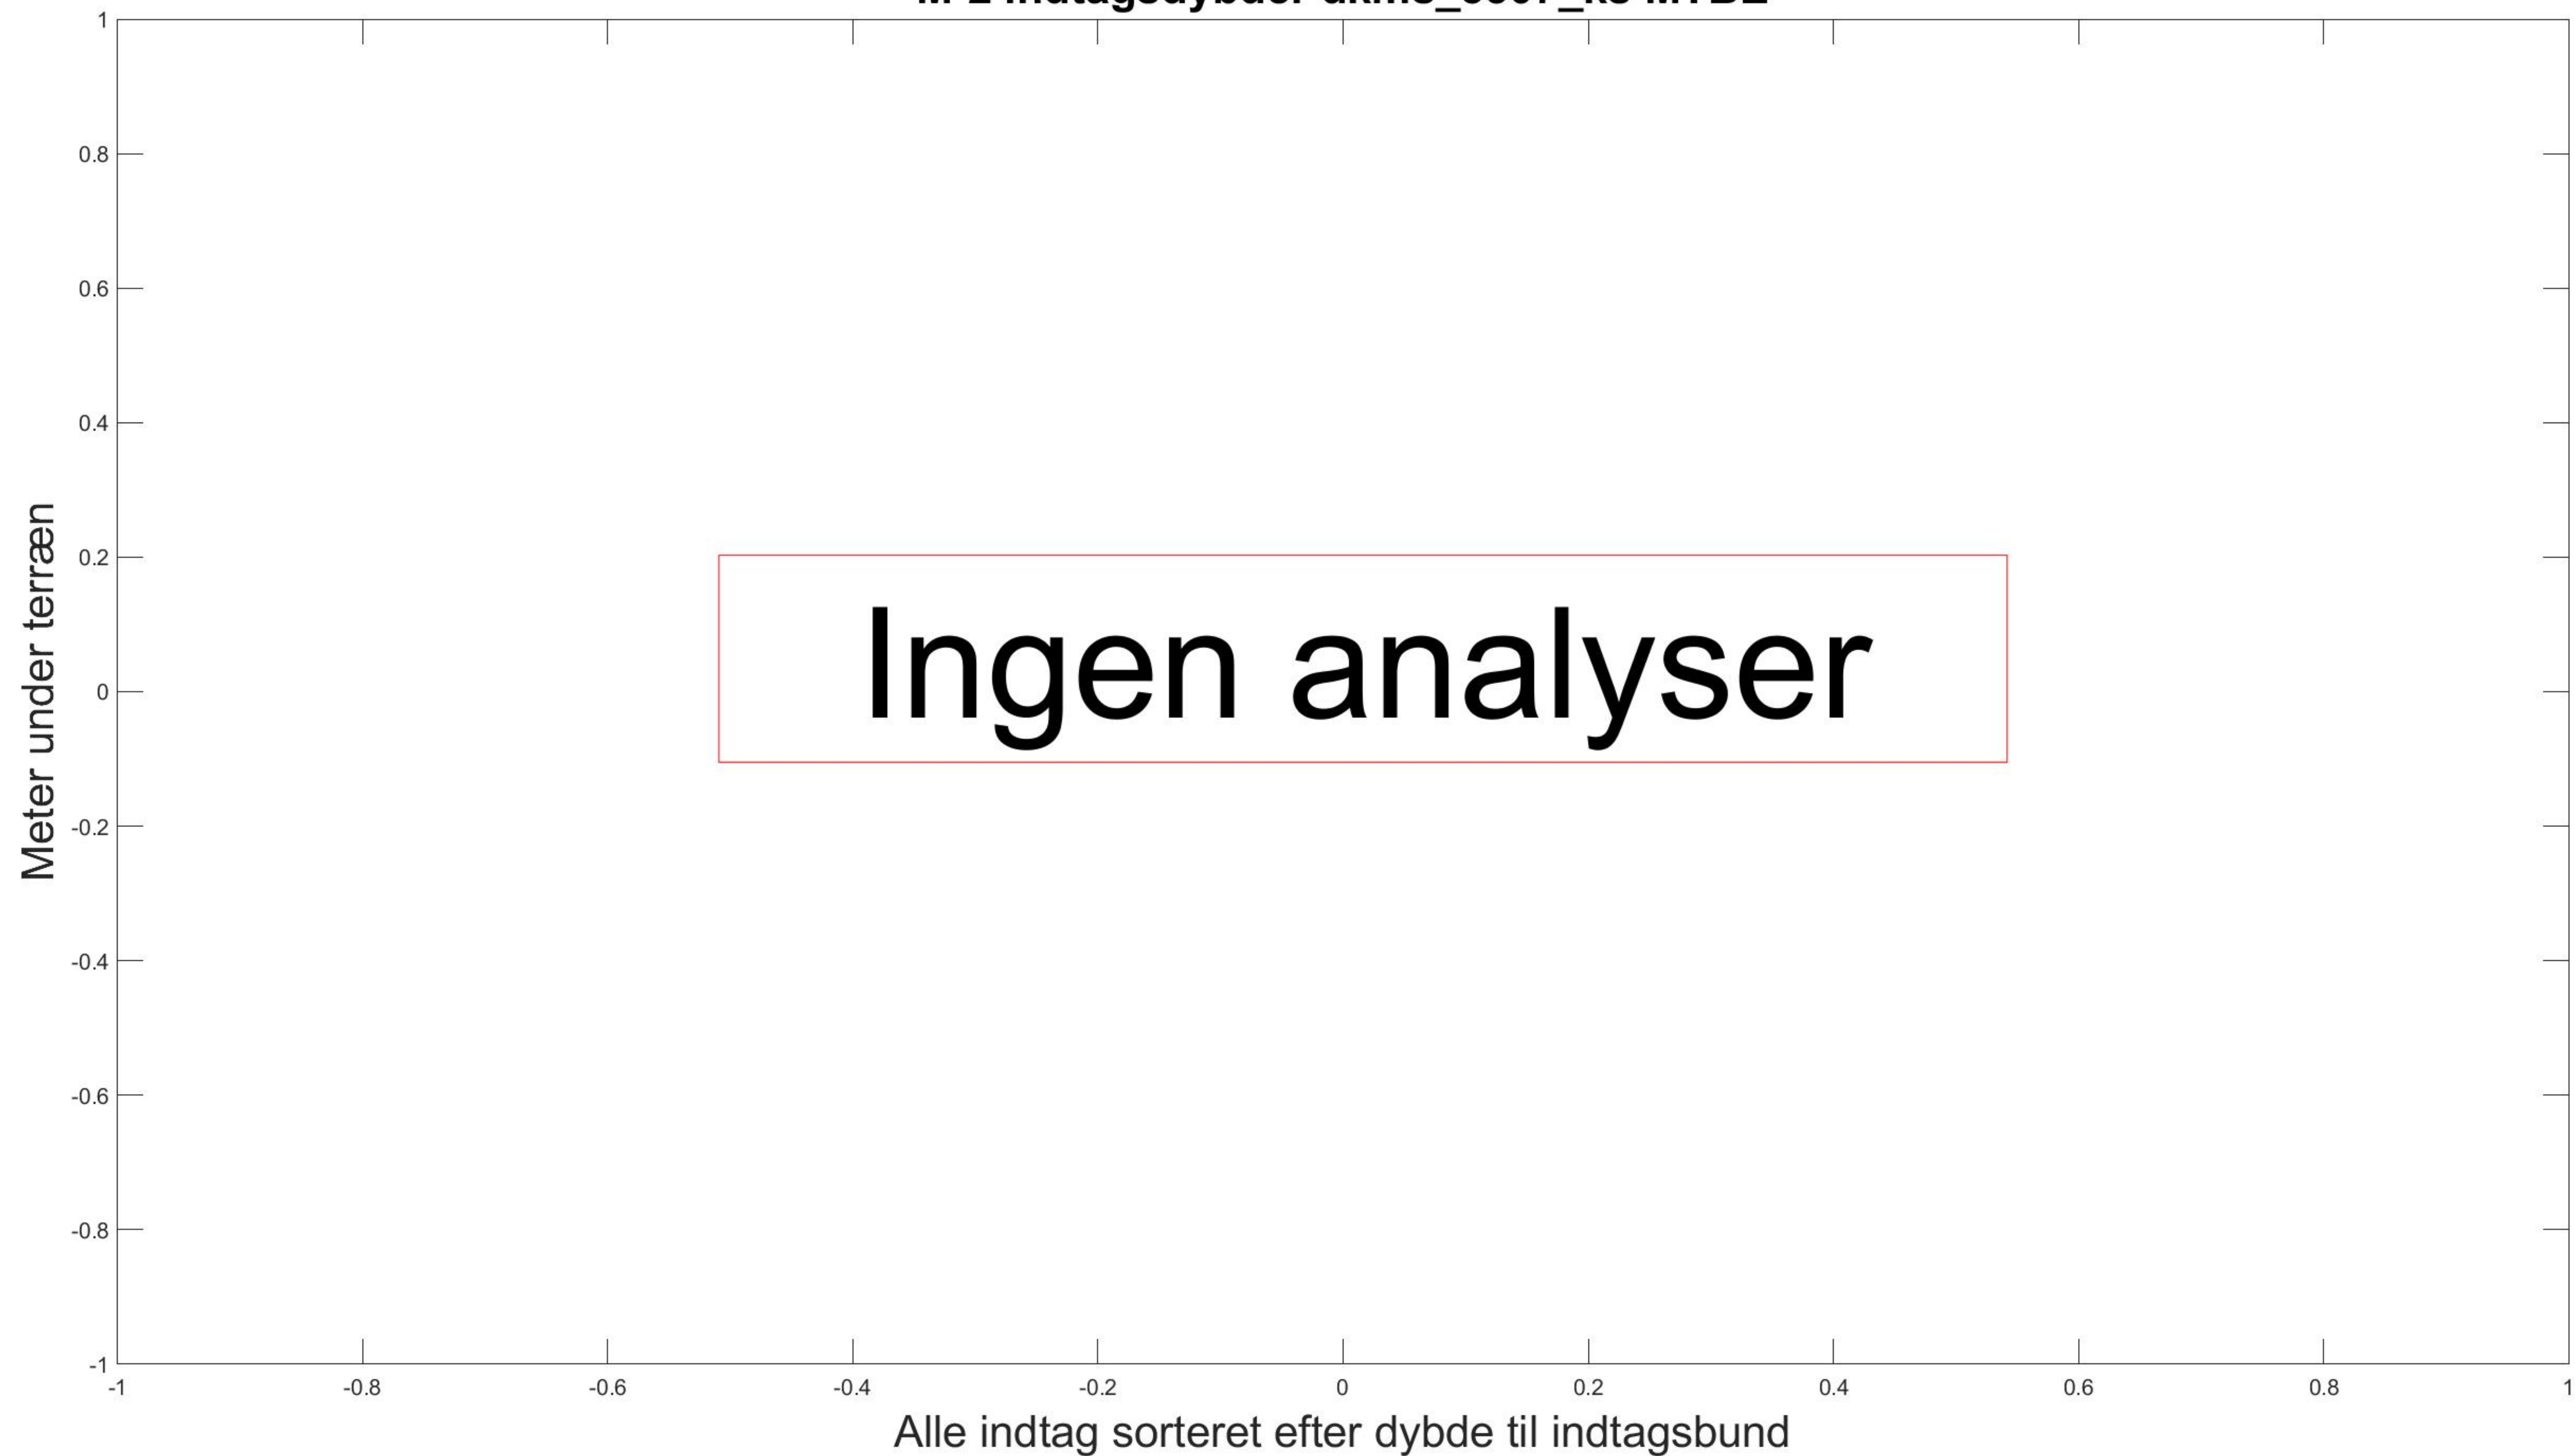 1
0.8
0.6
0.4
0.2
0
-0.2
-0.4
-0.6
-0.8
-1
Meter under terræn
Ingen analyser
-1 -0.8 -0.6 -0.4 -0.2 0 0.2 0.4 0.6 0.8 1
Alle indtag sorteret efter dybde til indtagsbund